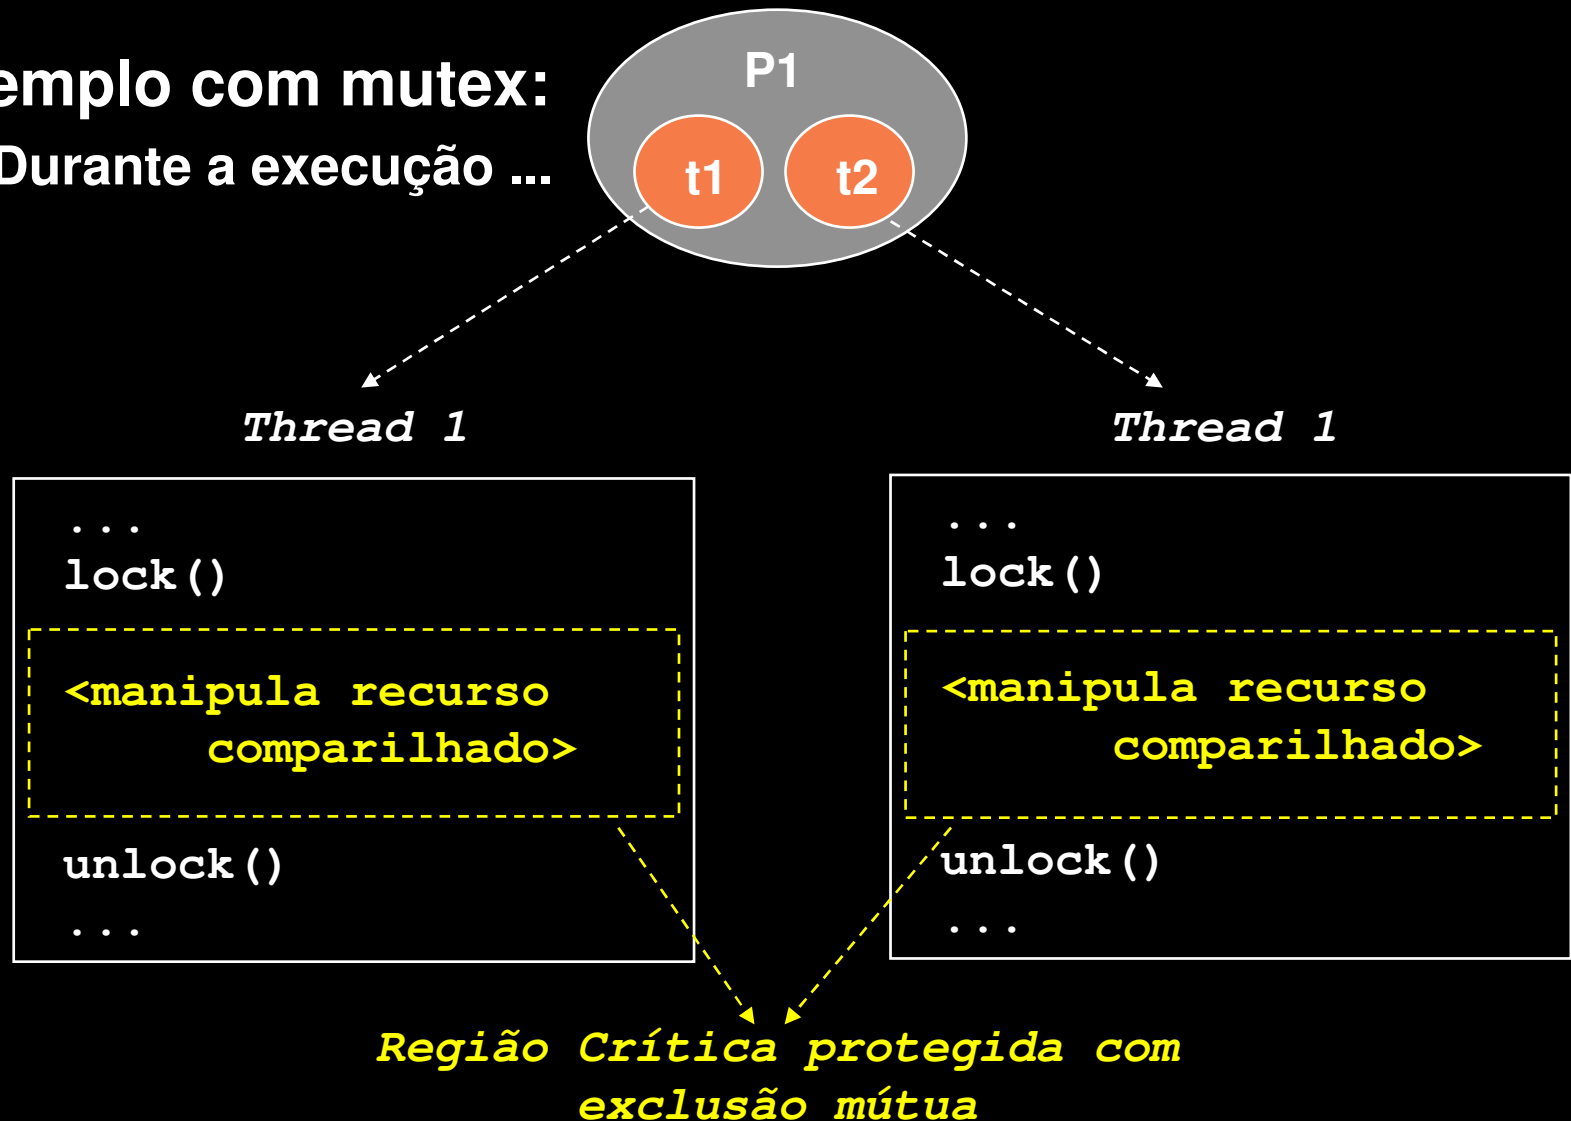 emplo com mutex:
Durante a execução ...
P1
t1
t2
Thread 1
Thread 1
...
lock()
<manipula recurso
comparilhado>
unlock()
...
...
lock()
<manipula recurso
comparilhado>
unlock()
...
Região Crítica protegida com
exclusão mútua